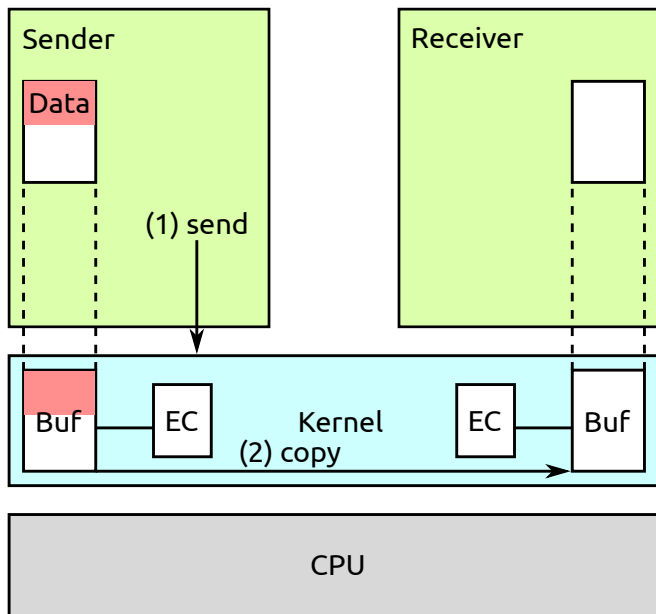 Sender
Receiver
Data
(1) send
Buf
EC
Kernel
EC
Buf
(2) copy
CPU